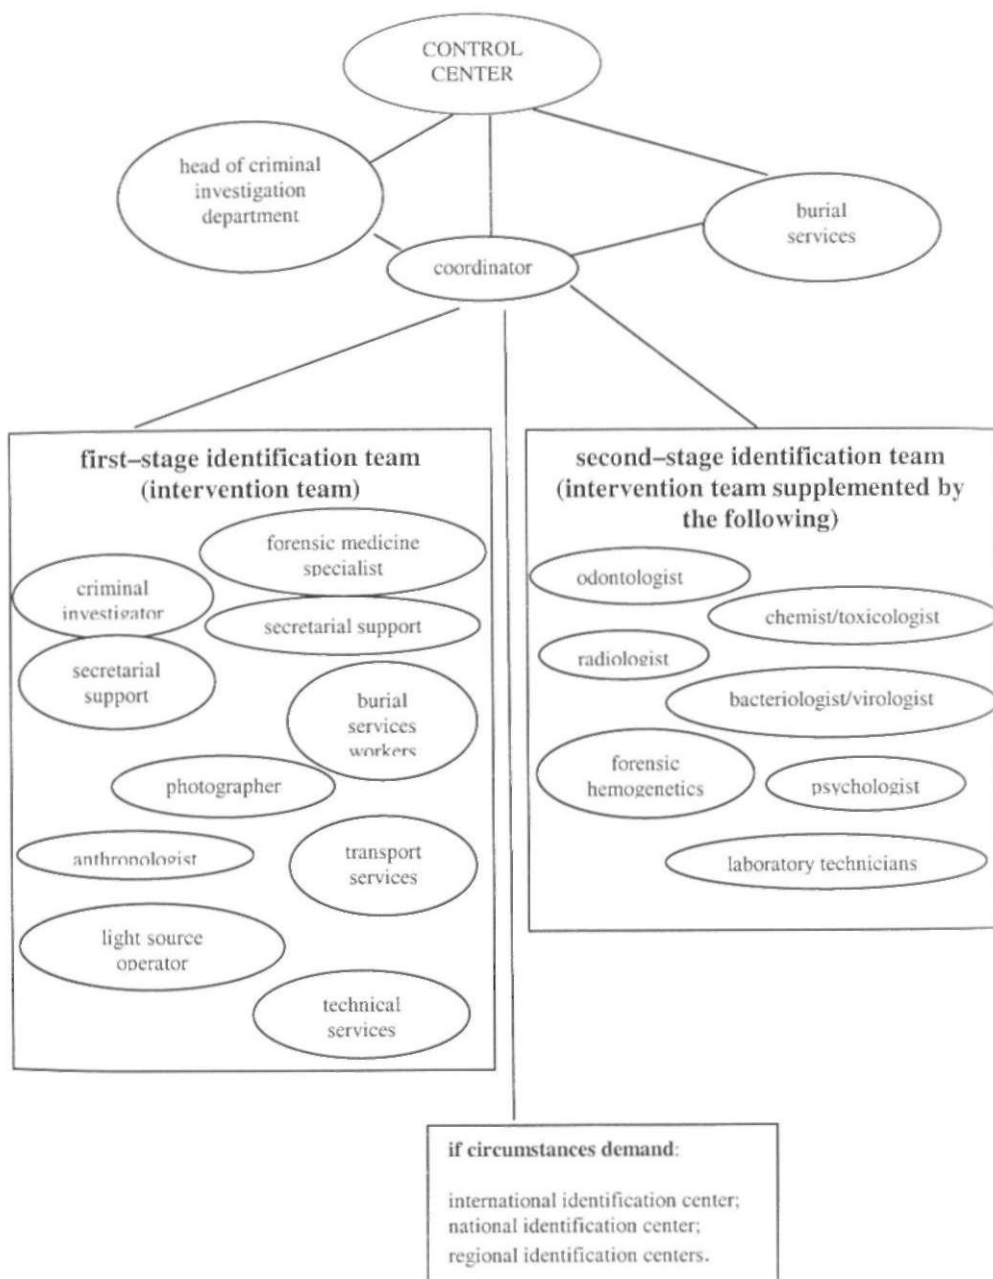 CONTROL
CENTER
head of criminal
investigation
department
burial
services
coordinator
first–stage identification team
(intervention team)
forensic medicine
specialist
criminal
investigator
secretarial support
secretarial
support
burial
services
workers
photographer
anthropologist
transport
services
light source
operator
technical
services
second–stage identification team
(intervention team supplemented by
the following)
odontologist
chemist/toxicologist
radiologist
bacteriologist/virologist
forensic
hemogenetics
psychologist
laboratory technicians
if circumstances demand:
international identification center;
national identification center;
regional identification centers.